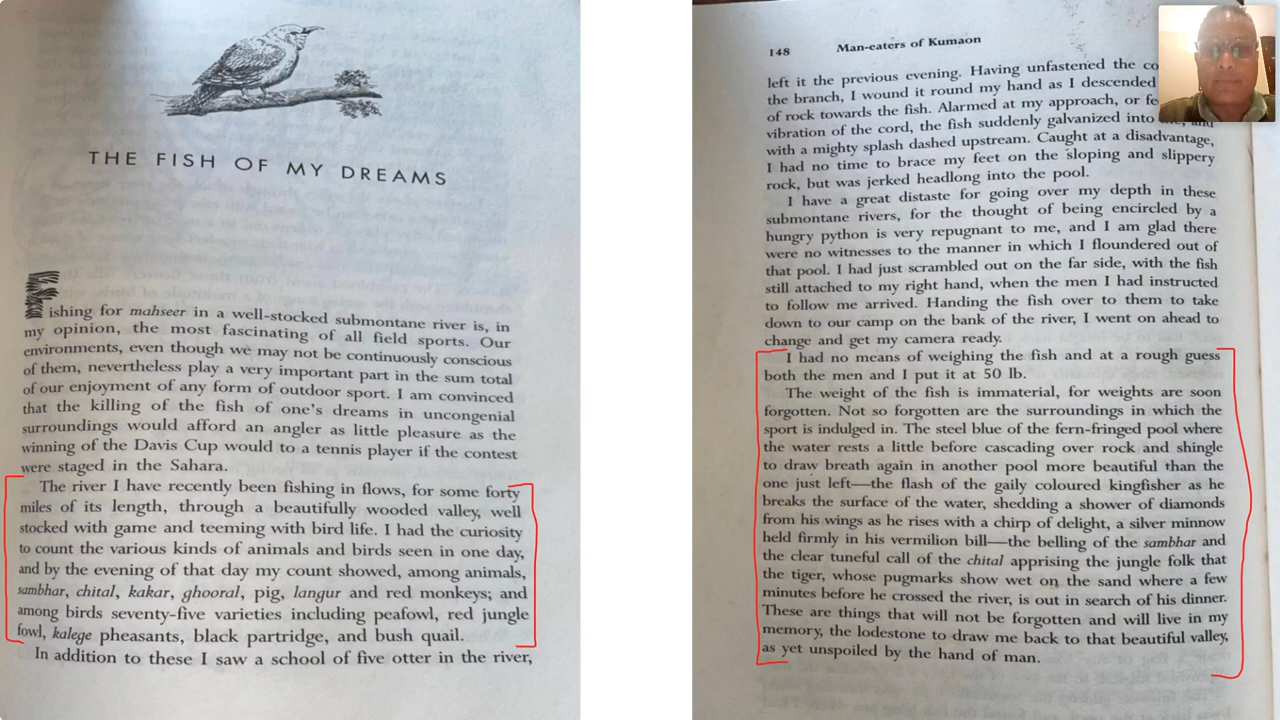 THE FISH OF MY DREAMS
Fishing for mahseer in a well-stocked submontane river is, in
my opinion, the most fascinating of all field sports. Our
environments, even though we may not be continuously conscious
of them, nevertheless play a very important part in the sum total
of our enjoyment of any form of outdoor sport. I am convinced
that the killing of the fish of one's dreams in uncongenial
surroundings would afford an angler as little pleasure as the
winning of the Davis Cup would to a tennis player if the contest
were staged in the Sahara.
The river I have recently been fishing in flows, for some forty
miles of its length, through a beautifully wooded valley, well
stocked with game and teeming with bird life. I had the curiosity
to count the various kinds of animals and birds seen in one day,
and by the evening of that day my count showed, among animals,
sambhar, chital, kakar, ghooral, pig, langur and red monkeys; and
among birds seventy-five varieties including peafowl, red jungle
fowl, kalege pheasants, black partridge, and bush quail.
In addition to these I saw a school of five otter in the river,
148 Man-eaters of Kumaon
left it the previous evening. Having unfastened the
the branch, I wound it round my hand as I descended
of rock towards the fish. Alarmed at my approach, or
vibration of the cord, the fish suddenly galvanized into
with a mighty splash dashed upstream. Caught at a disadvantage,
I had no time to brace my feet on the sloping and slippery
rock, but was jerked headlong into the pool.
I have a great distaste for going over my depth in these
submontane rivers, for the thought of being encircled by a
hungry python is very repugnant to me, and I am glad there
were no witnesses to the manner in which I floundered out of
that pool. I had just scrambled out on the far side, with the fish
still attached to my right hand, when the men I had instructed
to follow me arrived. Handing the fish over to them to take
down to our camp on the bank of the river, I went on ahead to
change and get my camera ready.
I had no means of weighing the fish and at a rough guess
both the men and I put it at 50 lb.
The weight of the fish is immaterial, for weights are soon
forgotten. Not so forgotten are the surroundings in which the
sport is indulged in. The steel blue of the fern-fringed pool where
the water rests a little before cascading over rock and shingle
to draw breath again in another pool more beautiful than the
one just left—the flash of the gaily coloured kingfisher as he
breaks the surface of the water, shedding a shower of diamonds
from his wings as he rises with a chirp of delight, a silver minnow
held firmly in his vermilion bill—the belling of the sambhar and
the clear tuneful call of the chital apprising the jungle folk that
the tiger, whose pugmarks show wet on the sand where a few
minutes before he crossed the river, is out in search of his dinner.
These are things that will not be forgotten and will live in my
memory, the lodestone to draw me back to that beautiful valley,
as yet unspoiled by the hand of man.